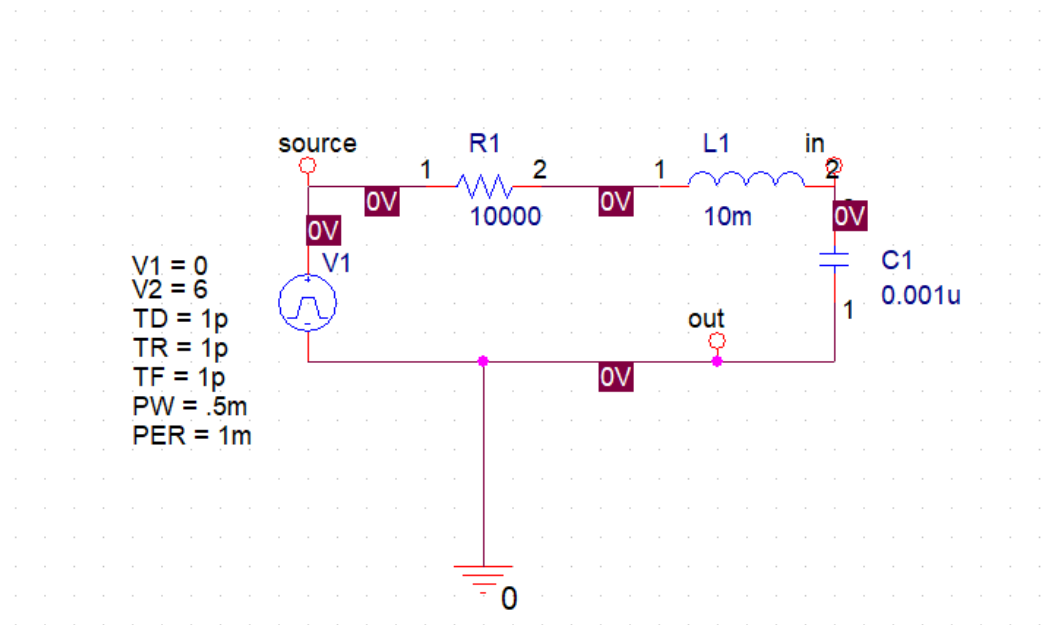 source
R1
L1
in
1
2
1
2
0V
0V
0V
10000
10m
0V
V1
C1
V1 = 0
V2 = 6
0.001u
TD = 1p
1
out
TR = 1p
TF = 1p
0V
PW = .5m
PER = 1m
0